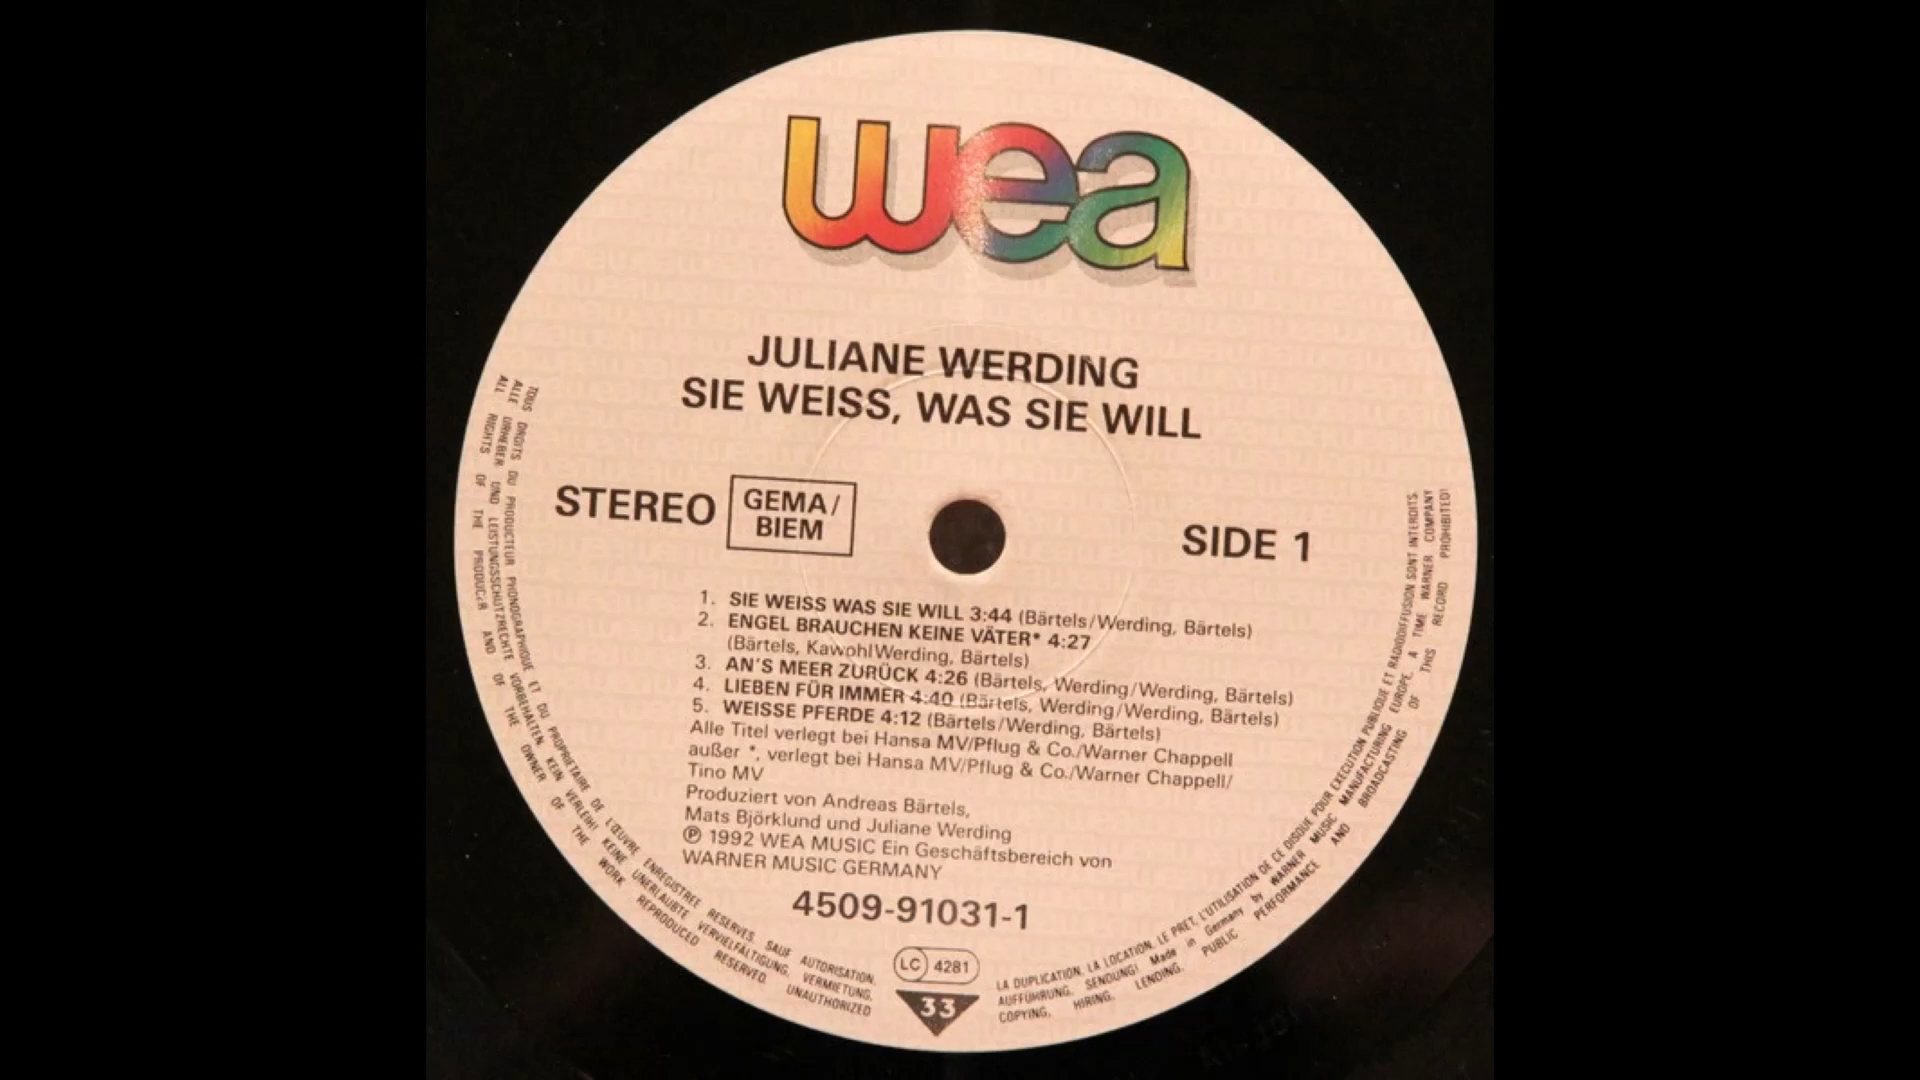 wea
JULIANE WERDING
SIE WEISS, WAS SIE WILL
STEREO
GEMA/
BIEM
SIDE 1
1. SIE WEISS WAS SIE WILL 3:44 (Bärtels/Werding, Bärtels)
2. ENGEL BRAUCHEN KEINE VÄTER* 4:27
(Bärtels, Kawohl Werding, Bärtels)
3. AN'S MEER ZURÜCK 4:26 (Bärtels, Werding/Werding, Bärtels)
4. LIEBEN FÜR IMMER 4:40 (Bärtels, Werding/Werding, Bärtels)
5. WEISSE PFERDE 4:12 (Bärtels/Werding, Bärtels)
Alle Titel verlegt bei Hansa MV/Pflug & Co./Warner Chappell
außer *, verlegt bei Hansa MV/Pflug & Co./Warner Chappell/
Tino MV
Produziert von Andreas Bärtels,
Mats Björklund und Juliane Werding
℗ 1992 WEA MUSIC Ein Geschäftsbereich von
WARNER MUSIC GERMANY
4509-91031-1
LC 4281
33
TOUS DROITS DU PRODUCTEUR PHONOGRAPHIQUE ET DU PROPRIETAIRE DE L'ŒUVRE ENREGISTREE RESERVES. SAUF AUTORISATION,
LA DUPLICATION, LA LOCATION, LE PRET, L'UTILISATION DE CE DISQUE POUR EXECUTION PUBLIQUE ET RADIODIFFUSION SONT INTERDITS.
ALLE URHEBER UND LEISTUNGSSCHUTZRECHTE VORBEHALTEN. KEIN VERLEIH! KEINE UNERLAUBTE VERVIELFÄLTIGUNG, VERMIETUNG,
AUFFÜHRUNG, SENDUNG! Made in Germany by WARNER MUSIC MANUFACTURING EUROPE. A TIME WARNER COMPANY
ALL RIGHTS OF THE PRODUCER AND OF THE OWNER OF THE WORK REPRODUCED RESERVED. UNAUTHORIZED
COPYING, HIRING, LENDING, PUBLIC PERFORMANCE AND BROADCASTING OF THIS RECORD PROHIBITED!